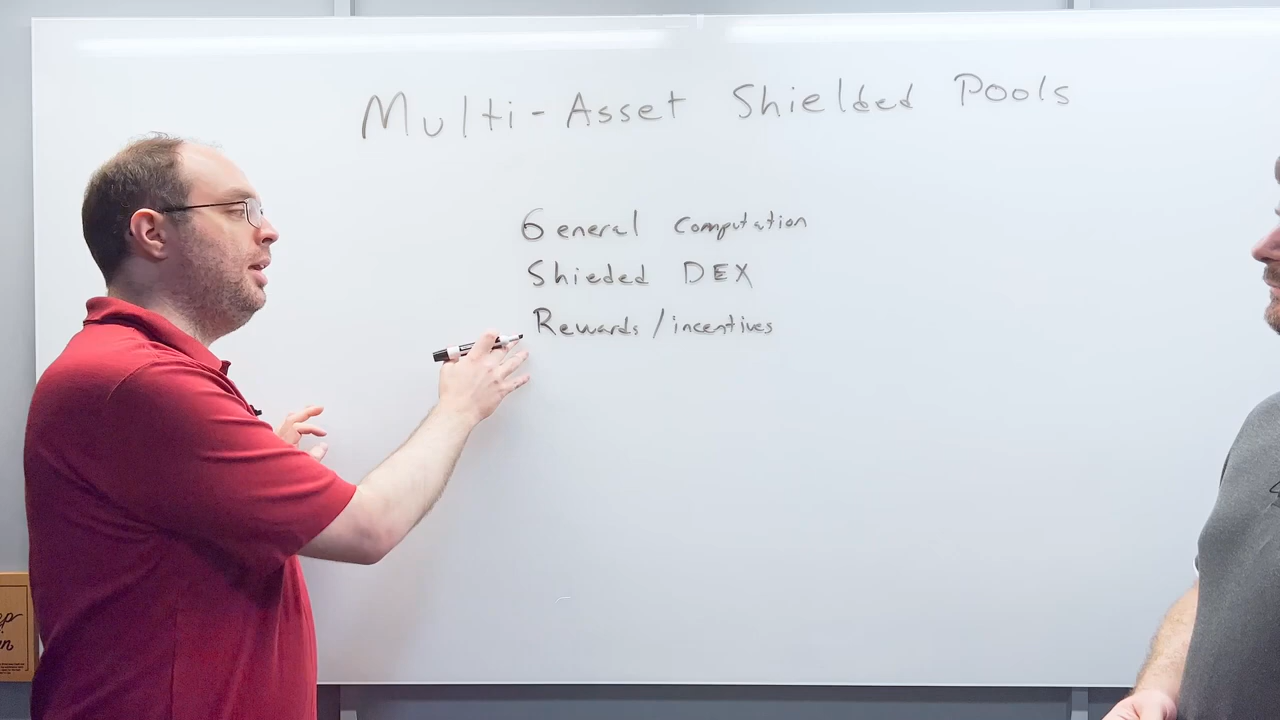 Multi-Asset Shielded Pools
General Computation
Shieded DEX
Rewards/incentives